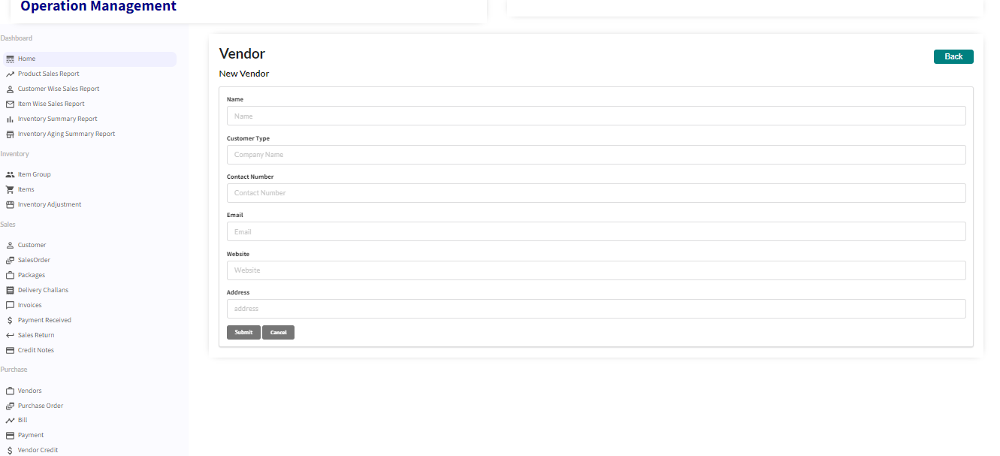 Operation Management
Dashboard
Home
Product Sales Report
Customer Wise Sales Report
Item Wise Sales Report
Inventory Summary Report
Inventory Aging Summary Report
Inventory
Item Group
Items
Inventory Adjustment
Sales
Customer
SalesOrder
Packages
Delivery Challans
Invoices
Payment Received
Sales Return
Credit Notes
Purchase
Vendors
Purchase Order
Bill
Payment
Vendor Credit
Vendor
Back
New Vendor
Name
Name
Customer Type
Company Name
Contact Number
Contact Number
Email
Email
Website
Website
Address
address
Submit Cancel